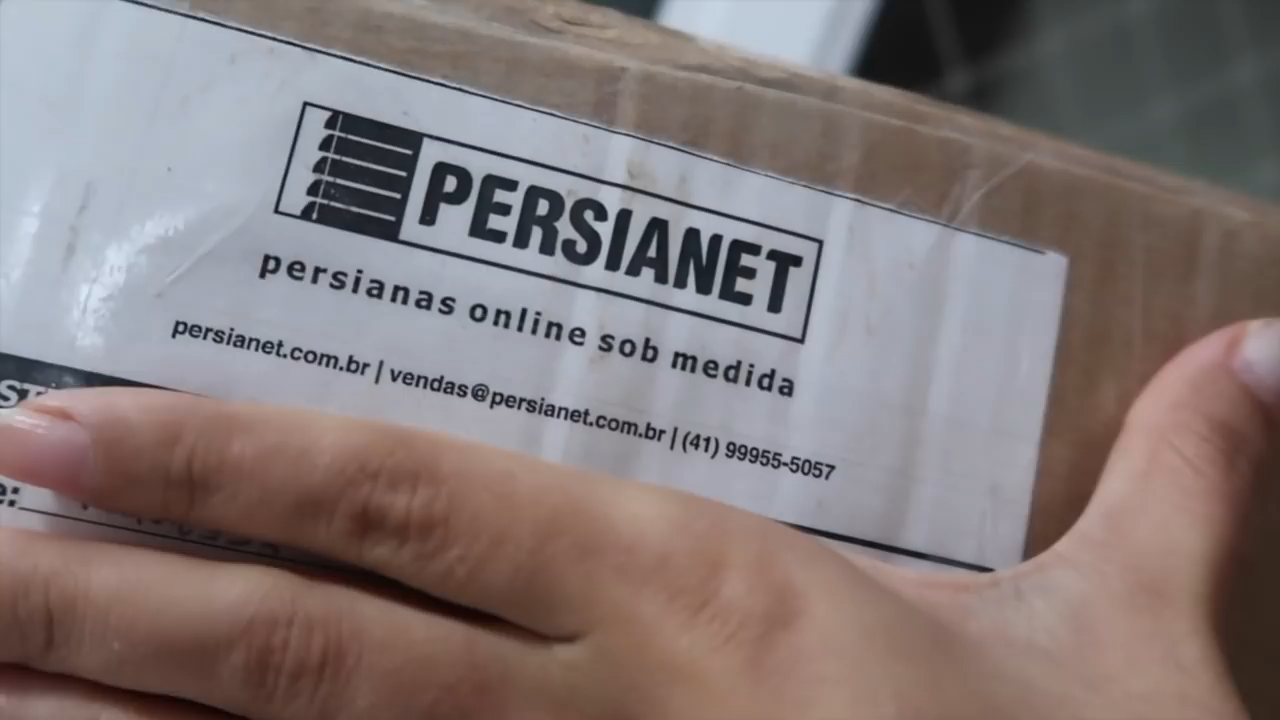 PERSIANET
persianas online sob medida
persianet.com.br | vendas@persianet.com.br | (41) 99955-5057